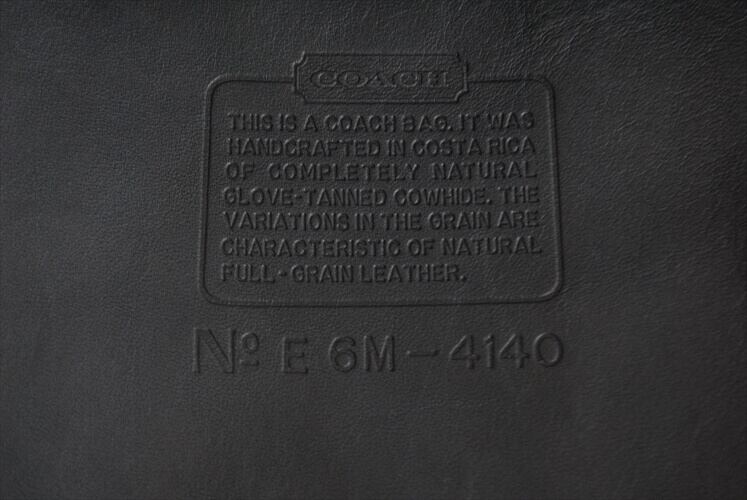 COACH
THIS IS A COACH BAG. IT WAS
HANDCRAFTED IN COSTA RICA
OF COMPLETELY NATURAL
GLOVE-TANNED COWHIDE. THE
VARIATIONS IN THE GRAIN ARE
CHARACTERISTIC OF NATURAL
FULL-GRAIN LEATHER.
Nº E 6M-4140